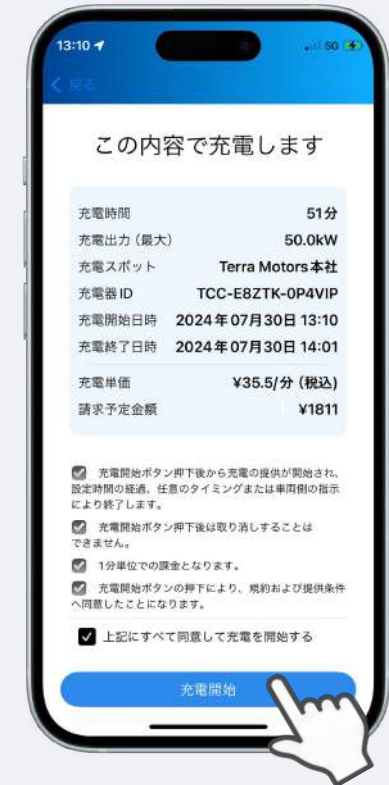 13:10
5G
戻る
この内容で充電します
充電時間 51分
充電出力（最大） 50.0kW
充電スポット Terra Motors本社
充電器ID TCC-E8ZTK-0P4VIP
充電開始日時 2024年07月30日 13:10
充電終了日時 2024年07月30日 14:01
充電単価 ¥35.5/分（税込）
請求予定金額 ¥1811
充電開始ボタン押下後から充電の提供が開始され、
設定時間の経過、任意のタイミングまたは車両側の指示
により終了します。
充電開始ボタン押下後は取り消しすることは
できません。
1分単位での課金となります。
充電開始ボタンの押下により、規約および提供条件
へ同意したことになります。
上記にすべて同意して充電を開始する
充電開始